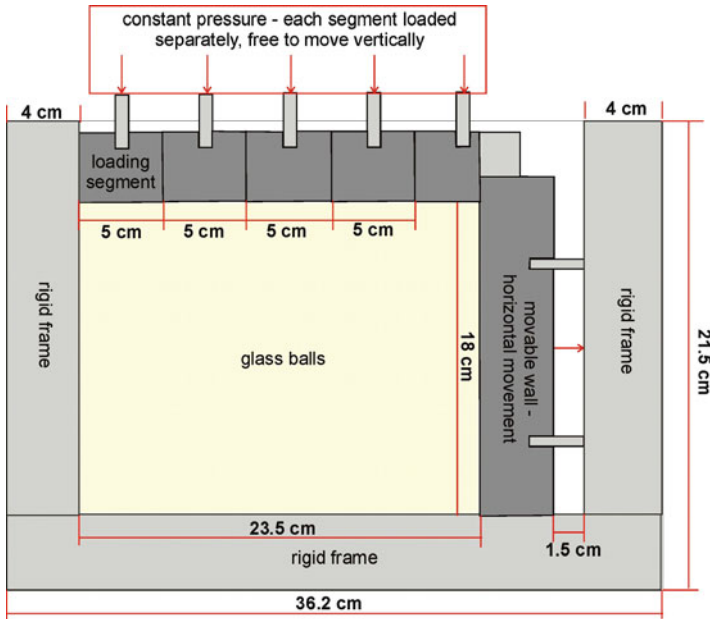 constant pressure - each segment loaded
separately, free to move vertically
4 cm
4 cm
loading
segment
5 cm
5 cm
5 cm
5 cm
rigid frame
glass balls
18 cm
movable wall -
horizontal movement
rigid frame
21.5 cm
23.5 cm
1.5 cm
rigid frame
36.2 cm